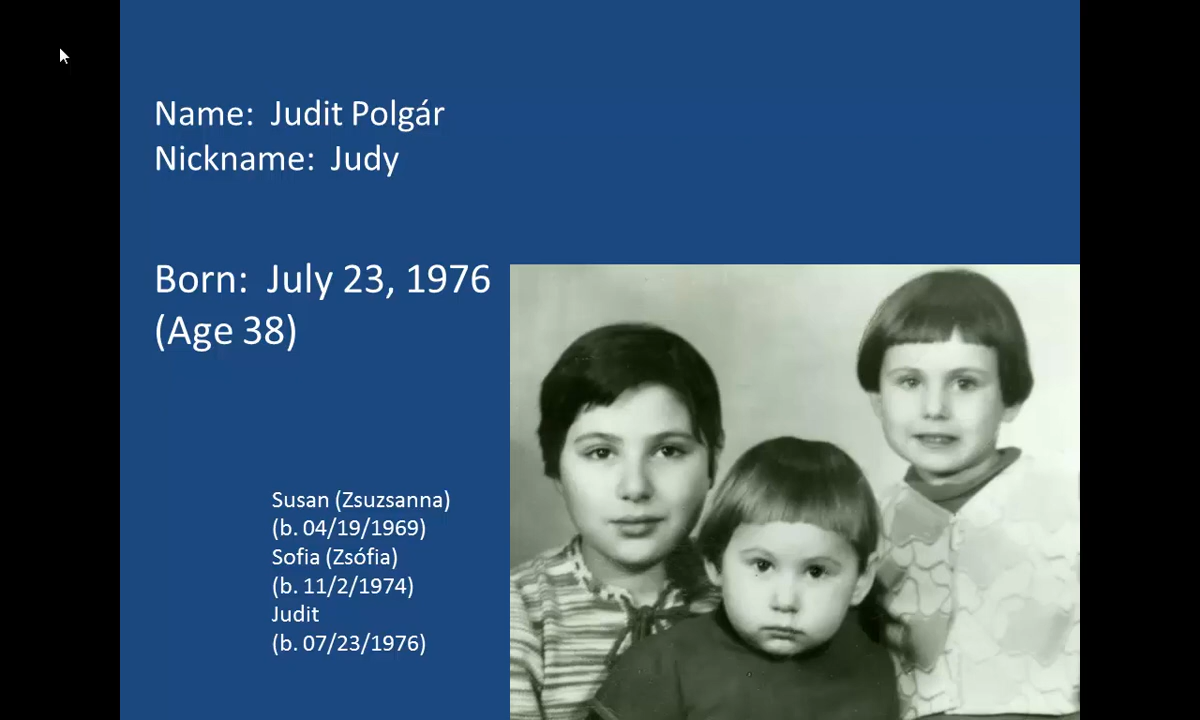 Name: Judit Polgár
Nickname: Judy
Born: July 23, 1976
(Age 38)
Susan (Zsuzsanna)
(b. 04/19/1969)
Sofia (Zsófia)
(b. 11/2/1974)
Judit
(b. 07/23/1976)